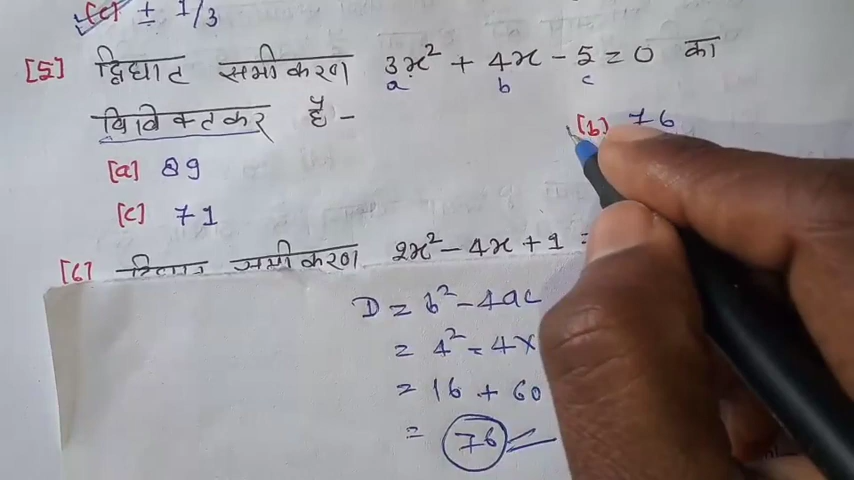 [c] ± 1/3
[5] द्विघात समीकरण 3x² + 4x - 5 = 0 का
a b c
विविक्तकर है -
[b] 76
[a] 89
[c] 71
[6] समीकरण 2x² - 4x + 1 =
D = b² - 4ac
= 4² - 4x
= 16 + 60
= 76